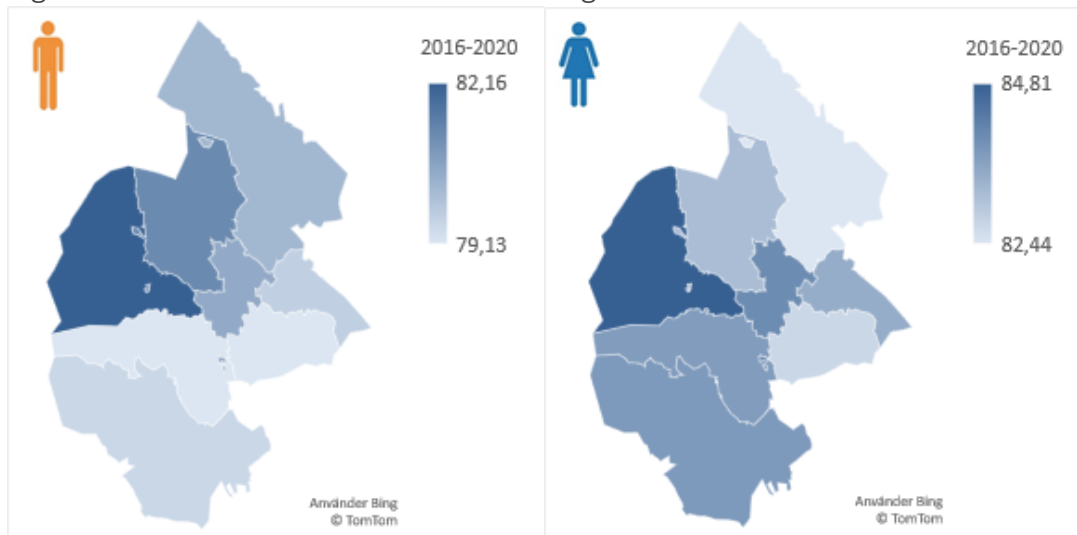 2016-2020
82,16
79,13
Använder Bing
© TomTom
2016-2020
84,81
82,44
Använder Bing
© TomTom